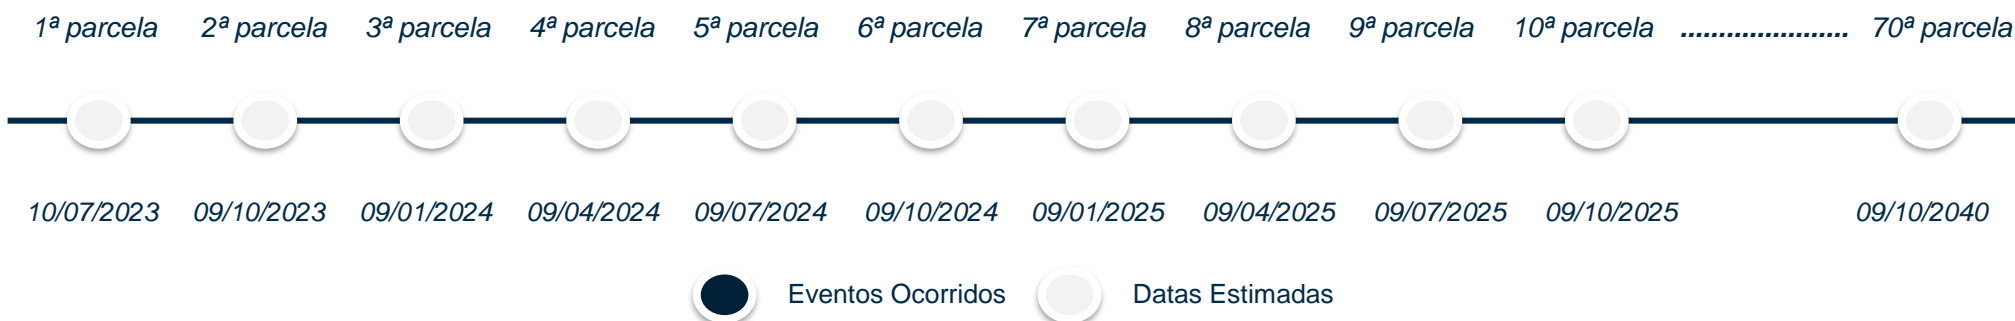 1ª parcela 2ª parcela 3ª parcela 4ª parcela 5ª parcela 6ª parcela 7ª parcela 8ª parcela 9ª parcela 10ª parcela ...................... 70ª parcela
10/07/2023 09/10/2023 09/01/2024 09/04/2024 09/07/2024 09/10/2024 09/01/2025 09/04/2025 09/07/2025 09/10/2025 09/10/2040
Eventos Ocorridos Datas Estimadas